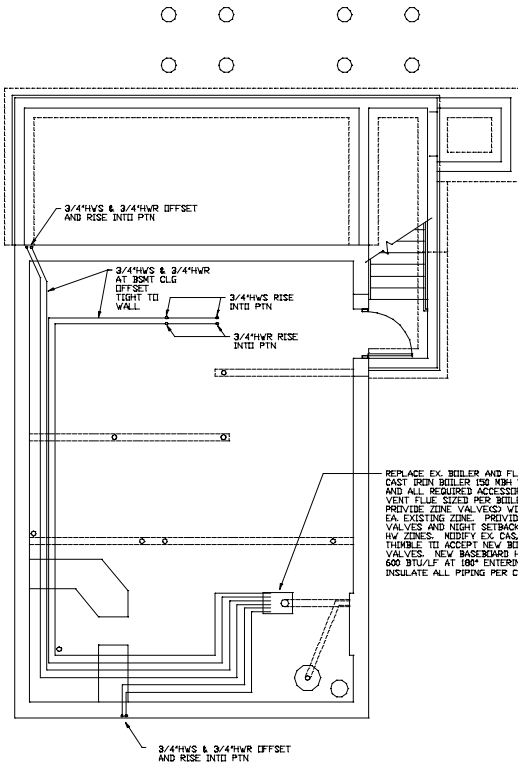 3/4"HWS & 3/4"HWR OFFSET
AND RISE INTO PTN
3/4"HWS & 3/4"HWR
AT BSMT CLG
OFFSET
TIGHT TO
WALL
3/4"HWS RISE
INTO PTN
3/4"HWR RISE
INTO PTN
REPLACE EX. BOILER AND FL
CAST IRON BOILER 150 MBH
AND ALL REQUIRED ACCESSOR
VENT FLUE SIZED PER BOILE
PROVIDE ZONE VALVE(S) WI
EA. EXISTING ZONE. PROVID
VALVES AND NIGHT SETBACK
HW ZONES. MODIFY EX. CAS
THIMBLE TO ACCEPT NEW BO
VALVES. NEW BASEBOARD H
600 BTU/LF AT 180° ENTERIN
INSULATE ALL PIPING PER C
3/4"HWS & 3/4"HWR OFFSET
AND RISE INTO PTN